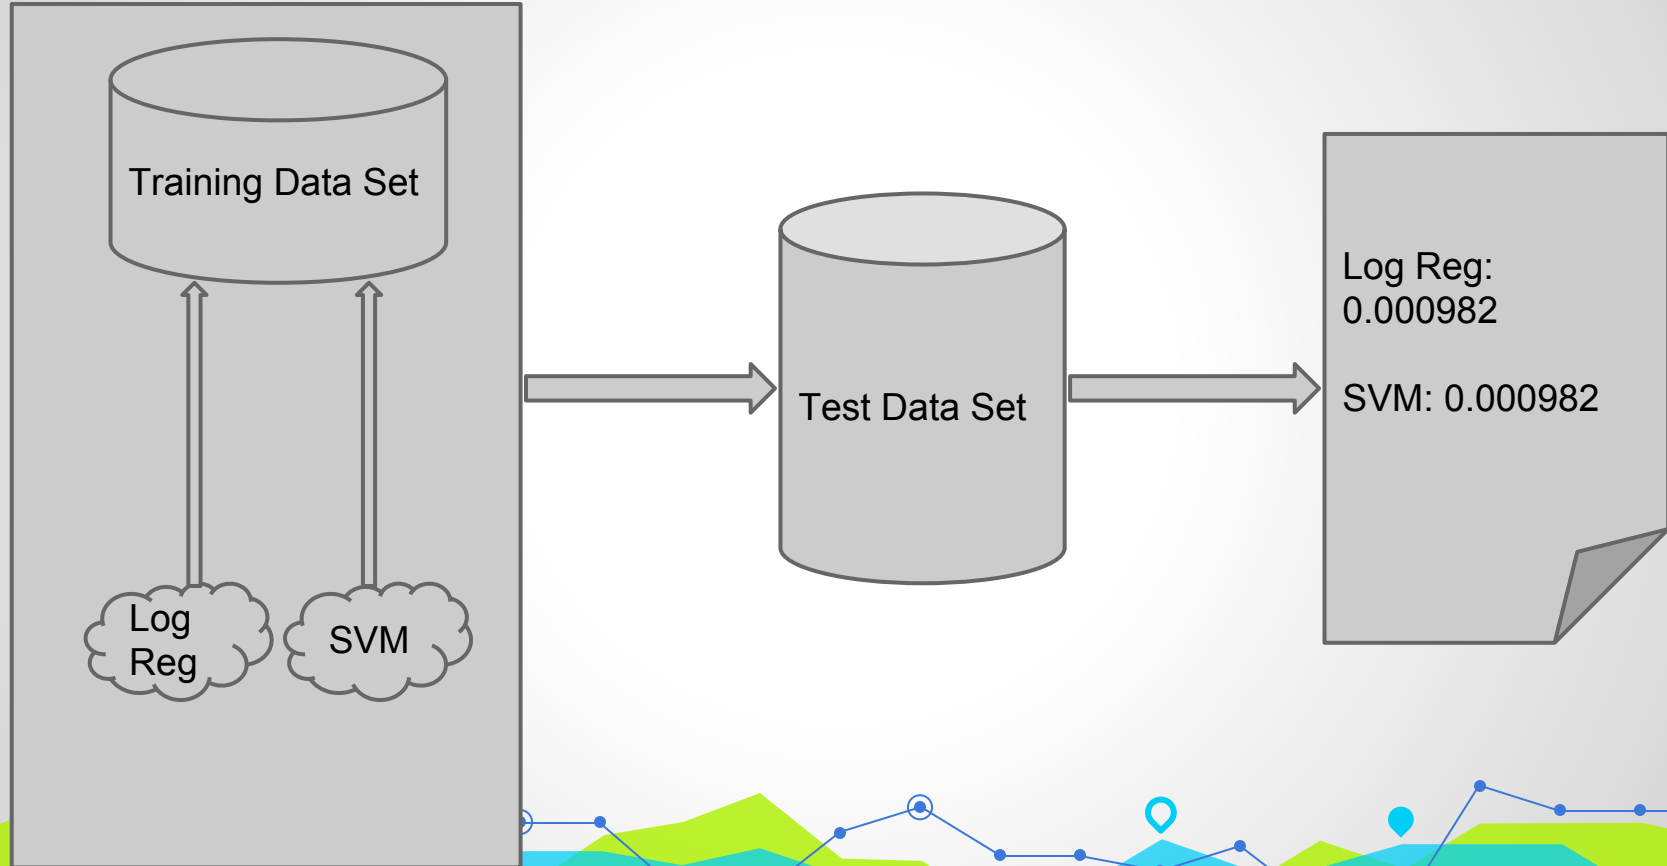 Training Data Set
Log
Reg
SVM
Test Data Set
Log Reg:
0.000982
SVM: 0.000982